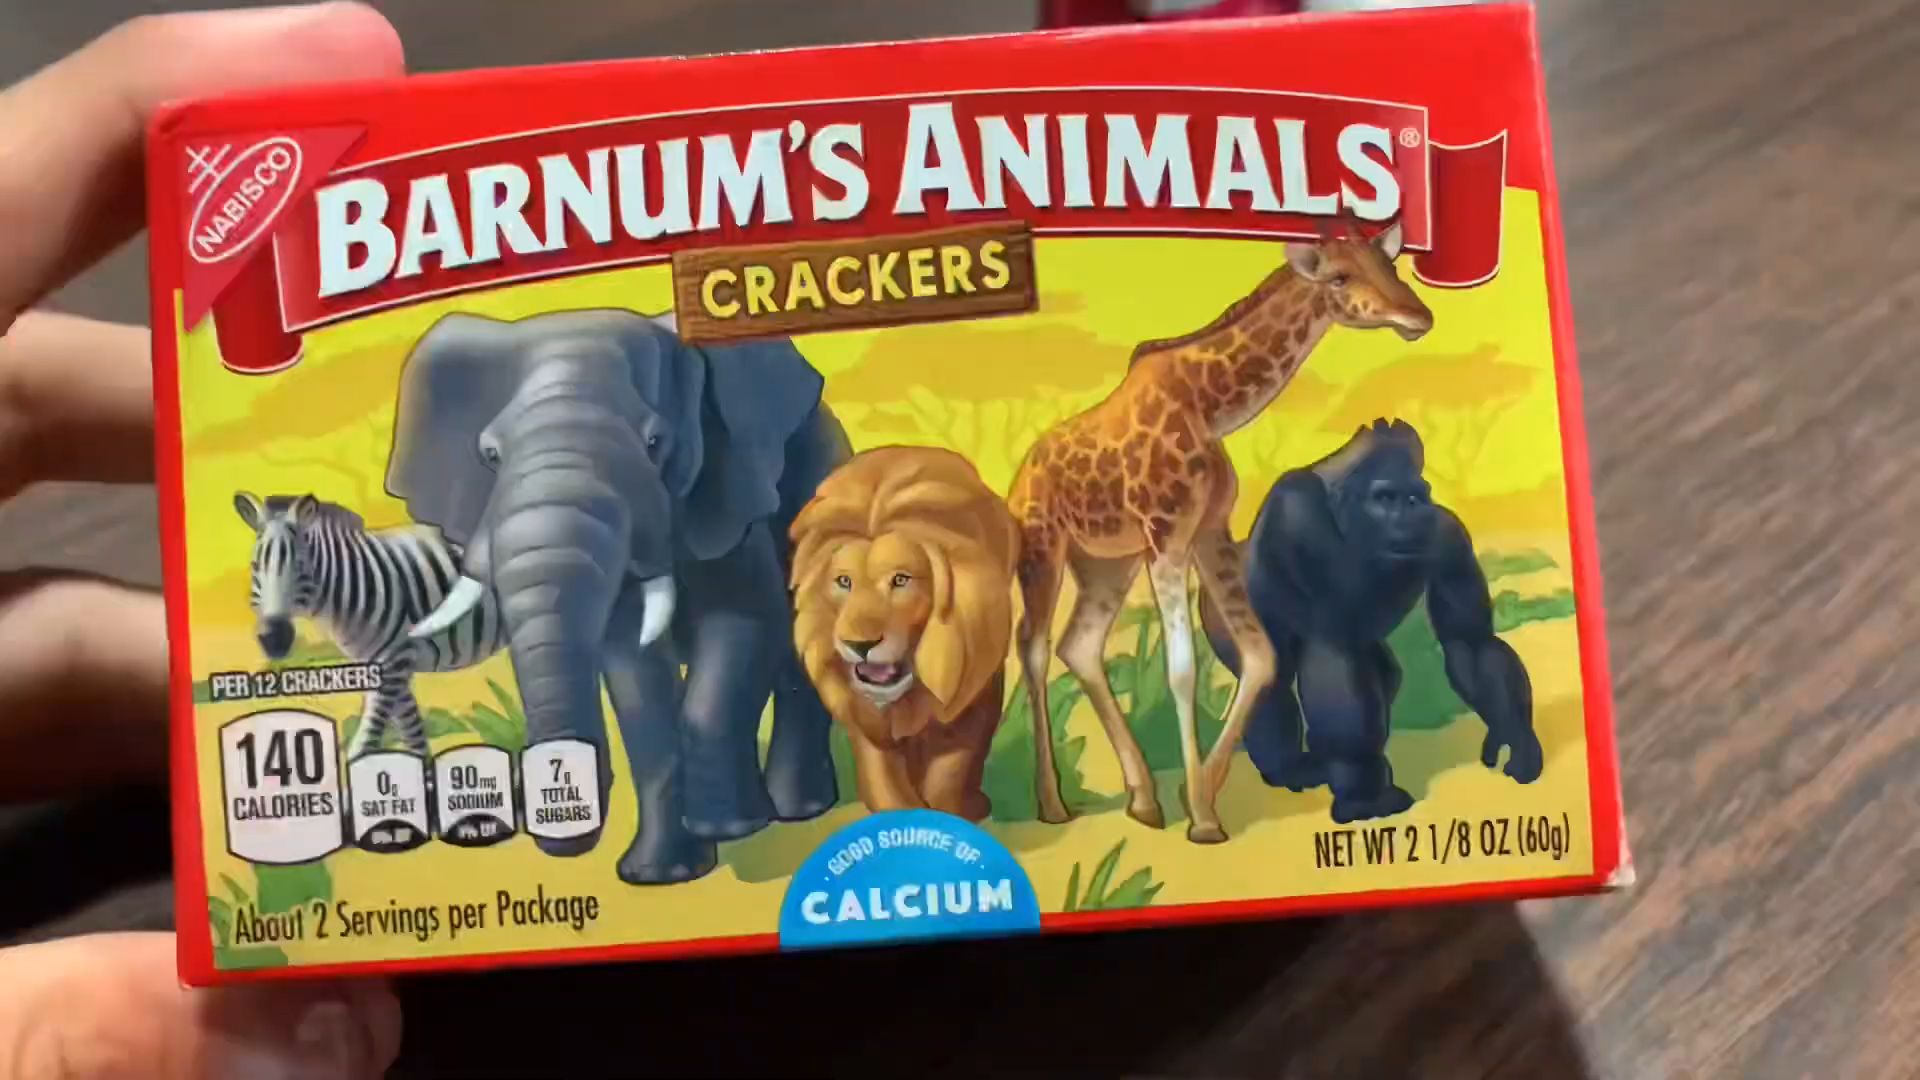 NABISCO
BARNUM'S ANIMALS®
CRACKERS
PER 12 CRACKERS
140
CALORIES
0g
SAT FAT
90mg
SODIUM
7g
TOTAL
SUGARS
About 2 Servings per Package
GOOD SOURCE OF
CALCIUM
NET WT 2 1/8 OZ (60g)